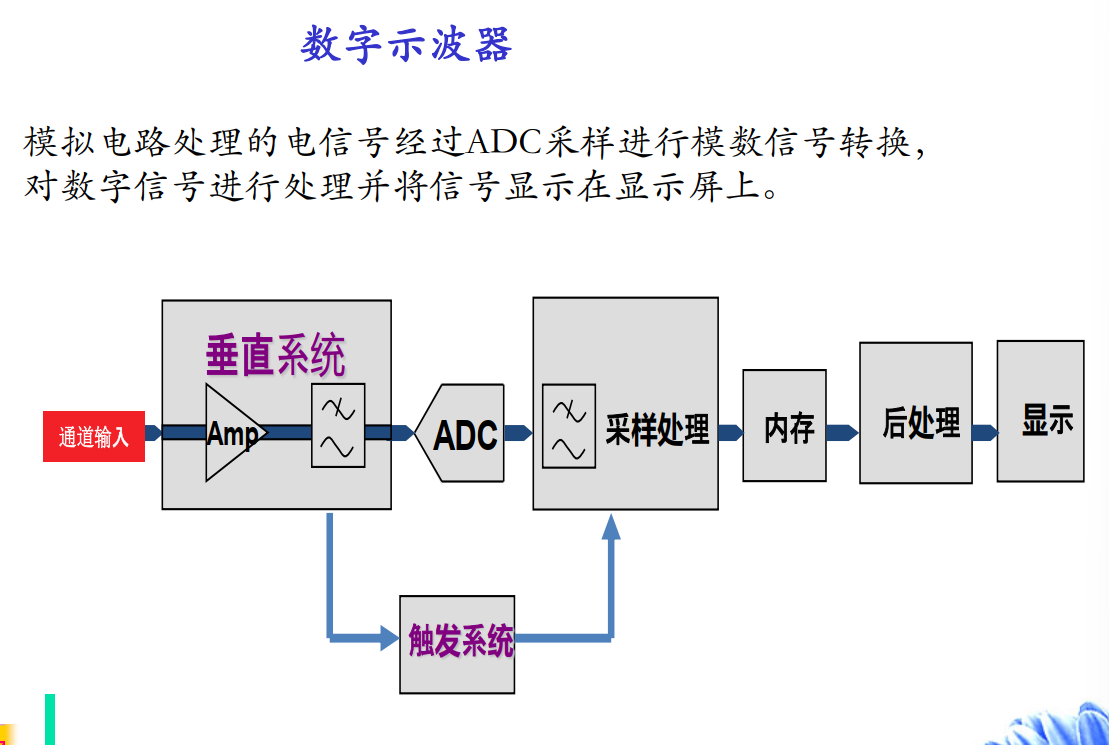 数字示波器
模拟电路处理的电信号经过ADC采样进行模数信号转换，
对数字信号进行处理并将信号显示在显示屏上。
垂直系统
通道输入
Amp
ADC
采样处理
内存
后处理
显示
触发系统